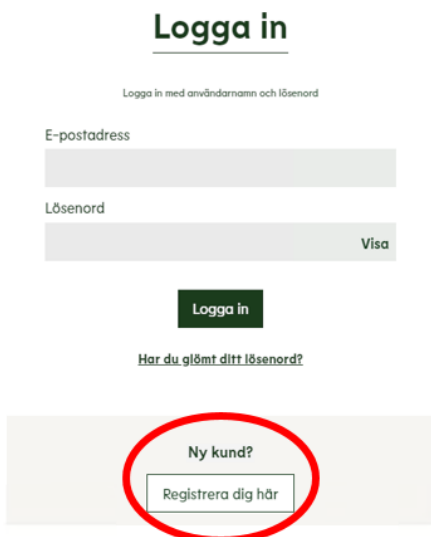 Logga in
Logga in med användarnamn och lösenord
E-postadress
Lösenord
Visa
Logga in
Har du glömt ditt lösenord?
Ny kund?
Registrera dig här